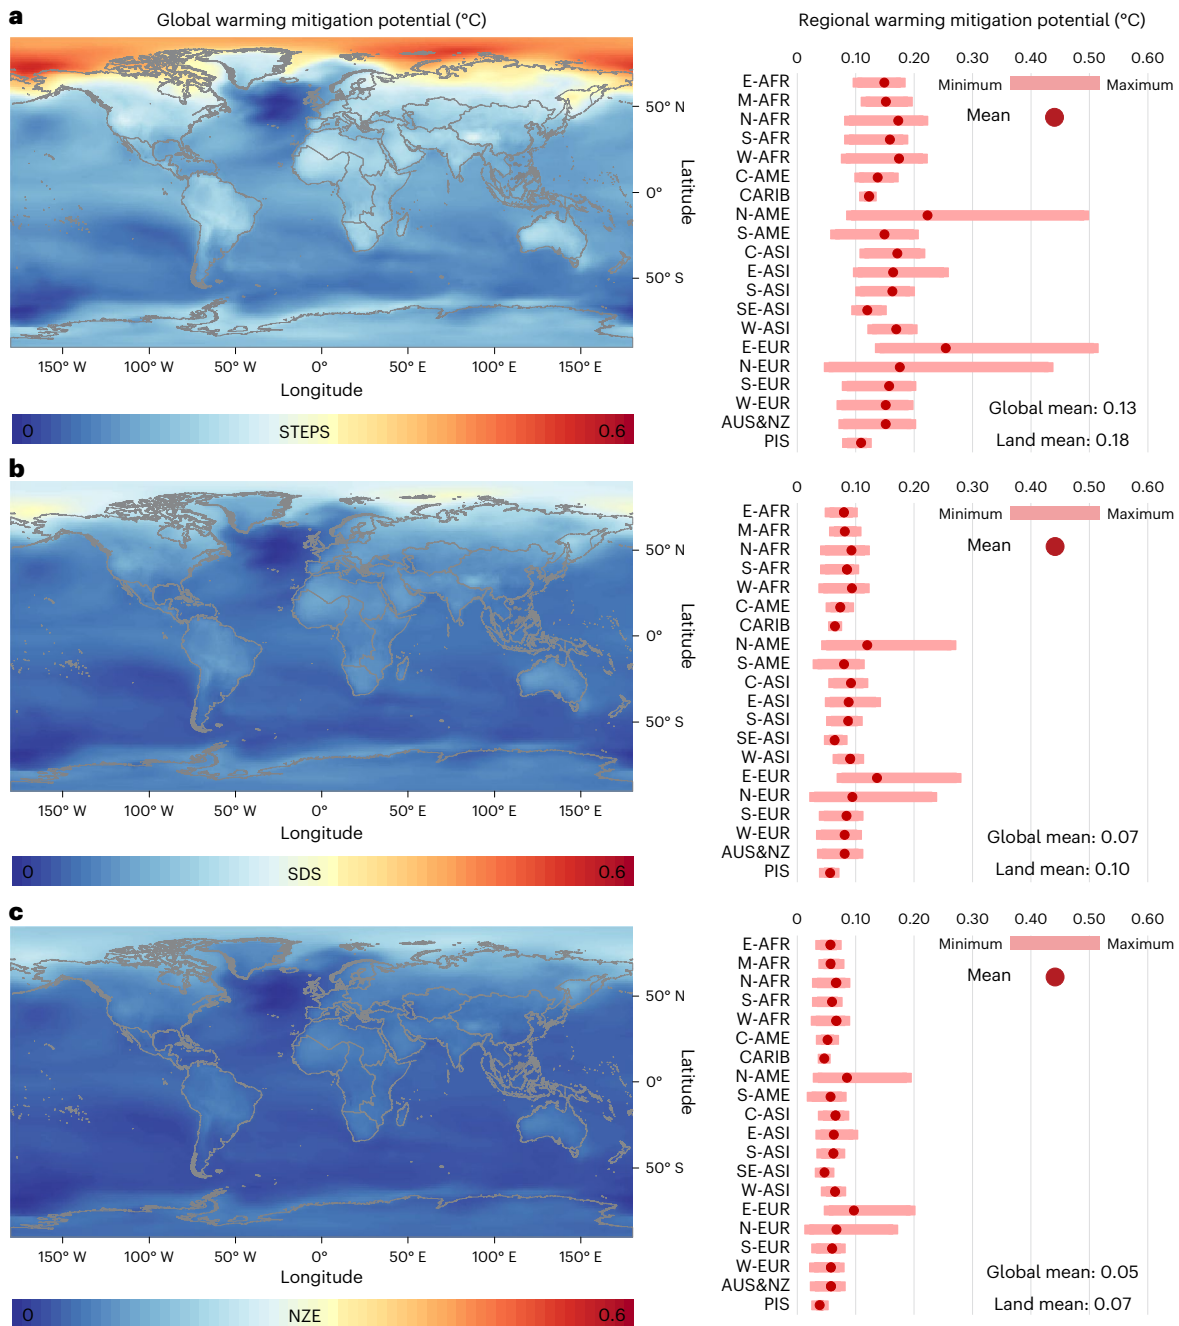 a
Global warming mitigation potential (°C)
Regional warming mitigation potential (°C)
50° N
0°
50° S
Latitude
150° W 100° W 50° W 0° 50° E 100° E 150° E
Longitude
0 STEPS 0.6
0 0.10 0.20 0.30 0.40 0.50 0.60
Minimum Maximum
Mean
E-AFR
M-AFR
N-AFR
S-AFR
W-AFR
C-AME
CARIB
N-AME
S-AME
C-ASI
E-ASI
S-ASI
SE-ASI
W-ASI
E-EUR
N-EUR
S-EUR
W-EUR
AUS&NZ
PIS
Global mean: 0.13
Land mean: 0.18
b
50° N
0°
50° S
Latitude
150° W 100° W 50° W 0° 50° E 100° E 150° E
Longitude
0 SDS 0.6
0 0.10 0.20 0.30 0.40 0.50 0.60
Minimum Maximum
Mean
E-AFR
M-AFR
N-AFR
S-AFR
W-AFR
C-AME
CARIB
N-AME
S-AME
C-ASI
E-ASI
S-ASI
SE-ASI
W-ASI
E-EUR
N-EUR
S-EUR
W-EUR
AUS&NZ
PIS
Global mean: 0.07
Land mean: 0.10
c
50° N
0°
50° S
Latitude
150° W 100° W 50° W 0° 50° E 100° E 150° E
Longitude
0 NZE 0.6
0 0.10 0.20 0.30 0.40 0.50 0.60
Minimum Maximum
Mean
E-AFR
M-AFR
N-AFR
S-AFR
W-AFR
C-AME
CARIB
N-AME
S-AME
C-ASI
E-ASI
S-ASI
SE-ASI
W-ASI
E-EUR
N-EUR
S-EUR
W-EUR
AUS&NZ
PIS
Global mean: 0.05
Land mean: 0.07